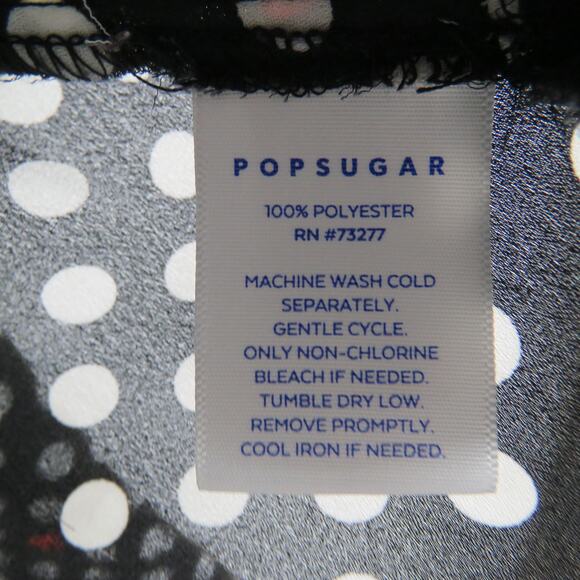 POPSUGAR
100% POLYESTER
RN #73277
MACHINE WASH COLD
SEPARATELY.
GENTLE CYCLE.
ONLY NON-CHLORINE
BLEACH IF NEEDED.
TUMBLE DRY LOW.
REMOVE PROMPTLY.
COOL IRON IF NEEDED.